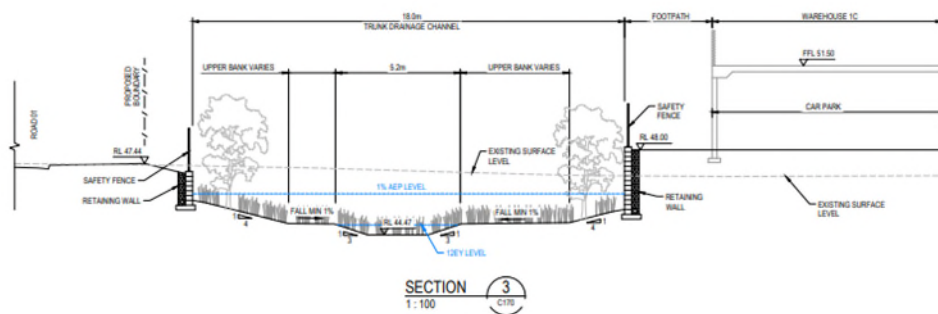 18.0m
TRUNK DRAINAGE CHANNEL
FOOTPATH
WAREHOUSE 1C
UPPER BANK VARIES
5.2m
UPPER BANK VARIES
FFL 51.50
PROPOSED
BOUNDARY
ROAD 01
SAFETY
FENCE
CAR PARK
RL 47.44
EXISTING SURFACE
LEVEL
RL 48.00
SAFETY FENCE
1% AEP LEVEL
RETAINING WALL
RETAINING
WALL
EXISTING SURFACE
LEVEL
1
4
FALL MIN 1%
RL 44.47
FALL MIN 1%
1
4
1
3
1
3
12EY LEVEL
SECTION
3
1 : 100
C170